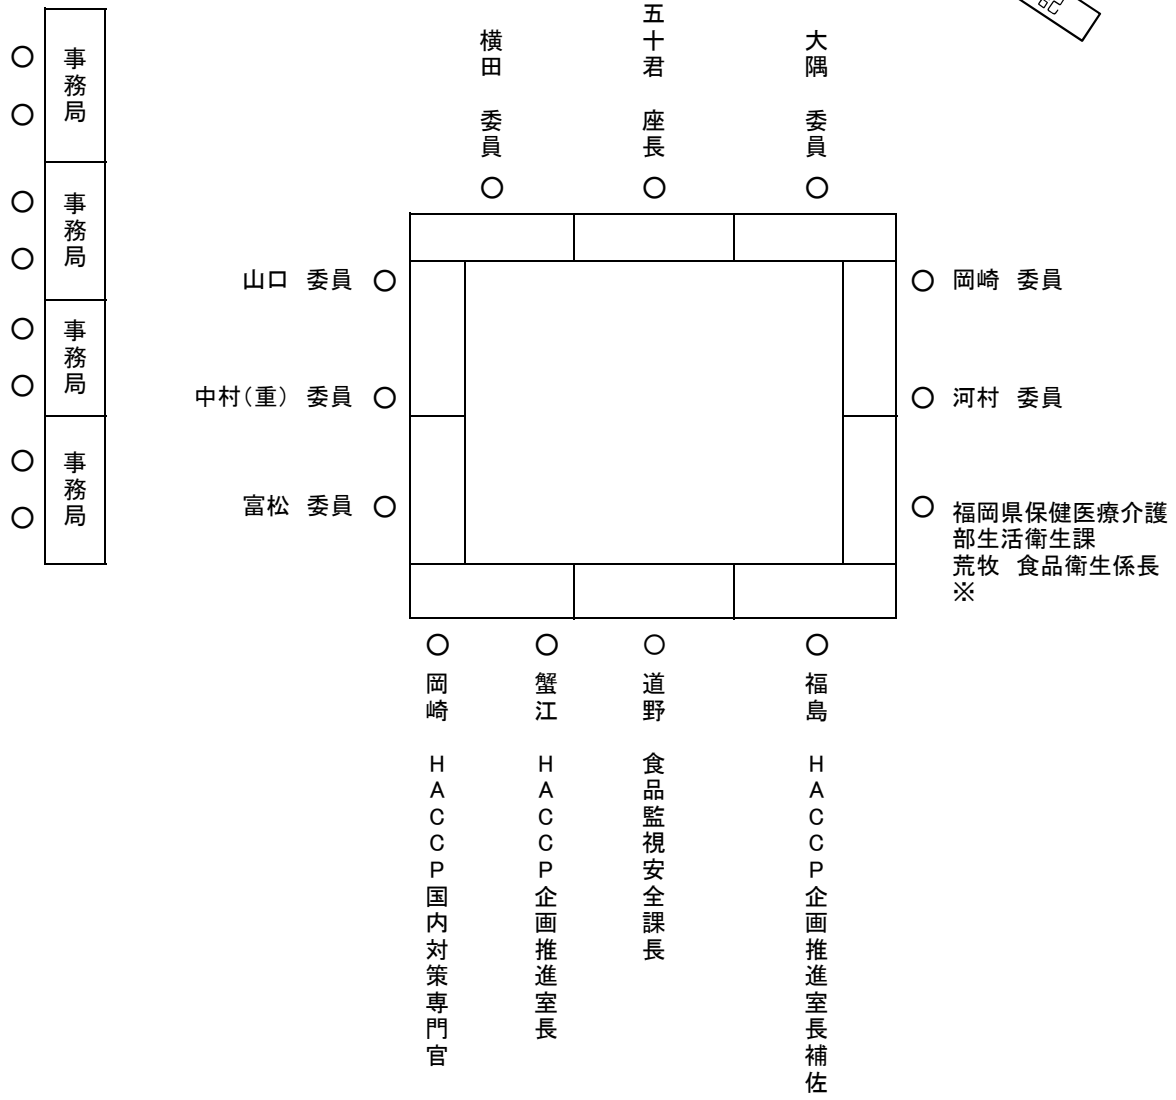 事務局
事務局
事務局
事務局
横田 委員
五十君 座長
大隅 委員
山口 委員
中村(重) 委員
富松 委員
岡崎 委員
河村 委員
福岡県保健医療介護
部生活衛生課
荒牧 食品衛生係長
※
岡崎 HACCP国内対策専門官
蟹江 HACCP企画推進室長
道野 食品監視安全課長
福島 HACCP企画推進室長補佐